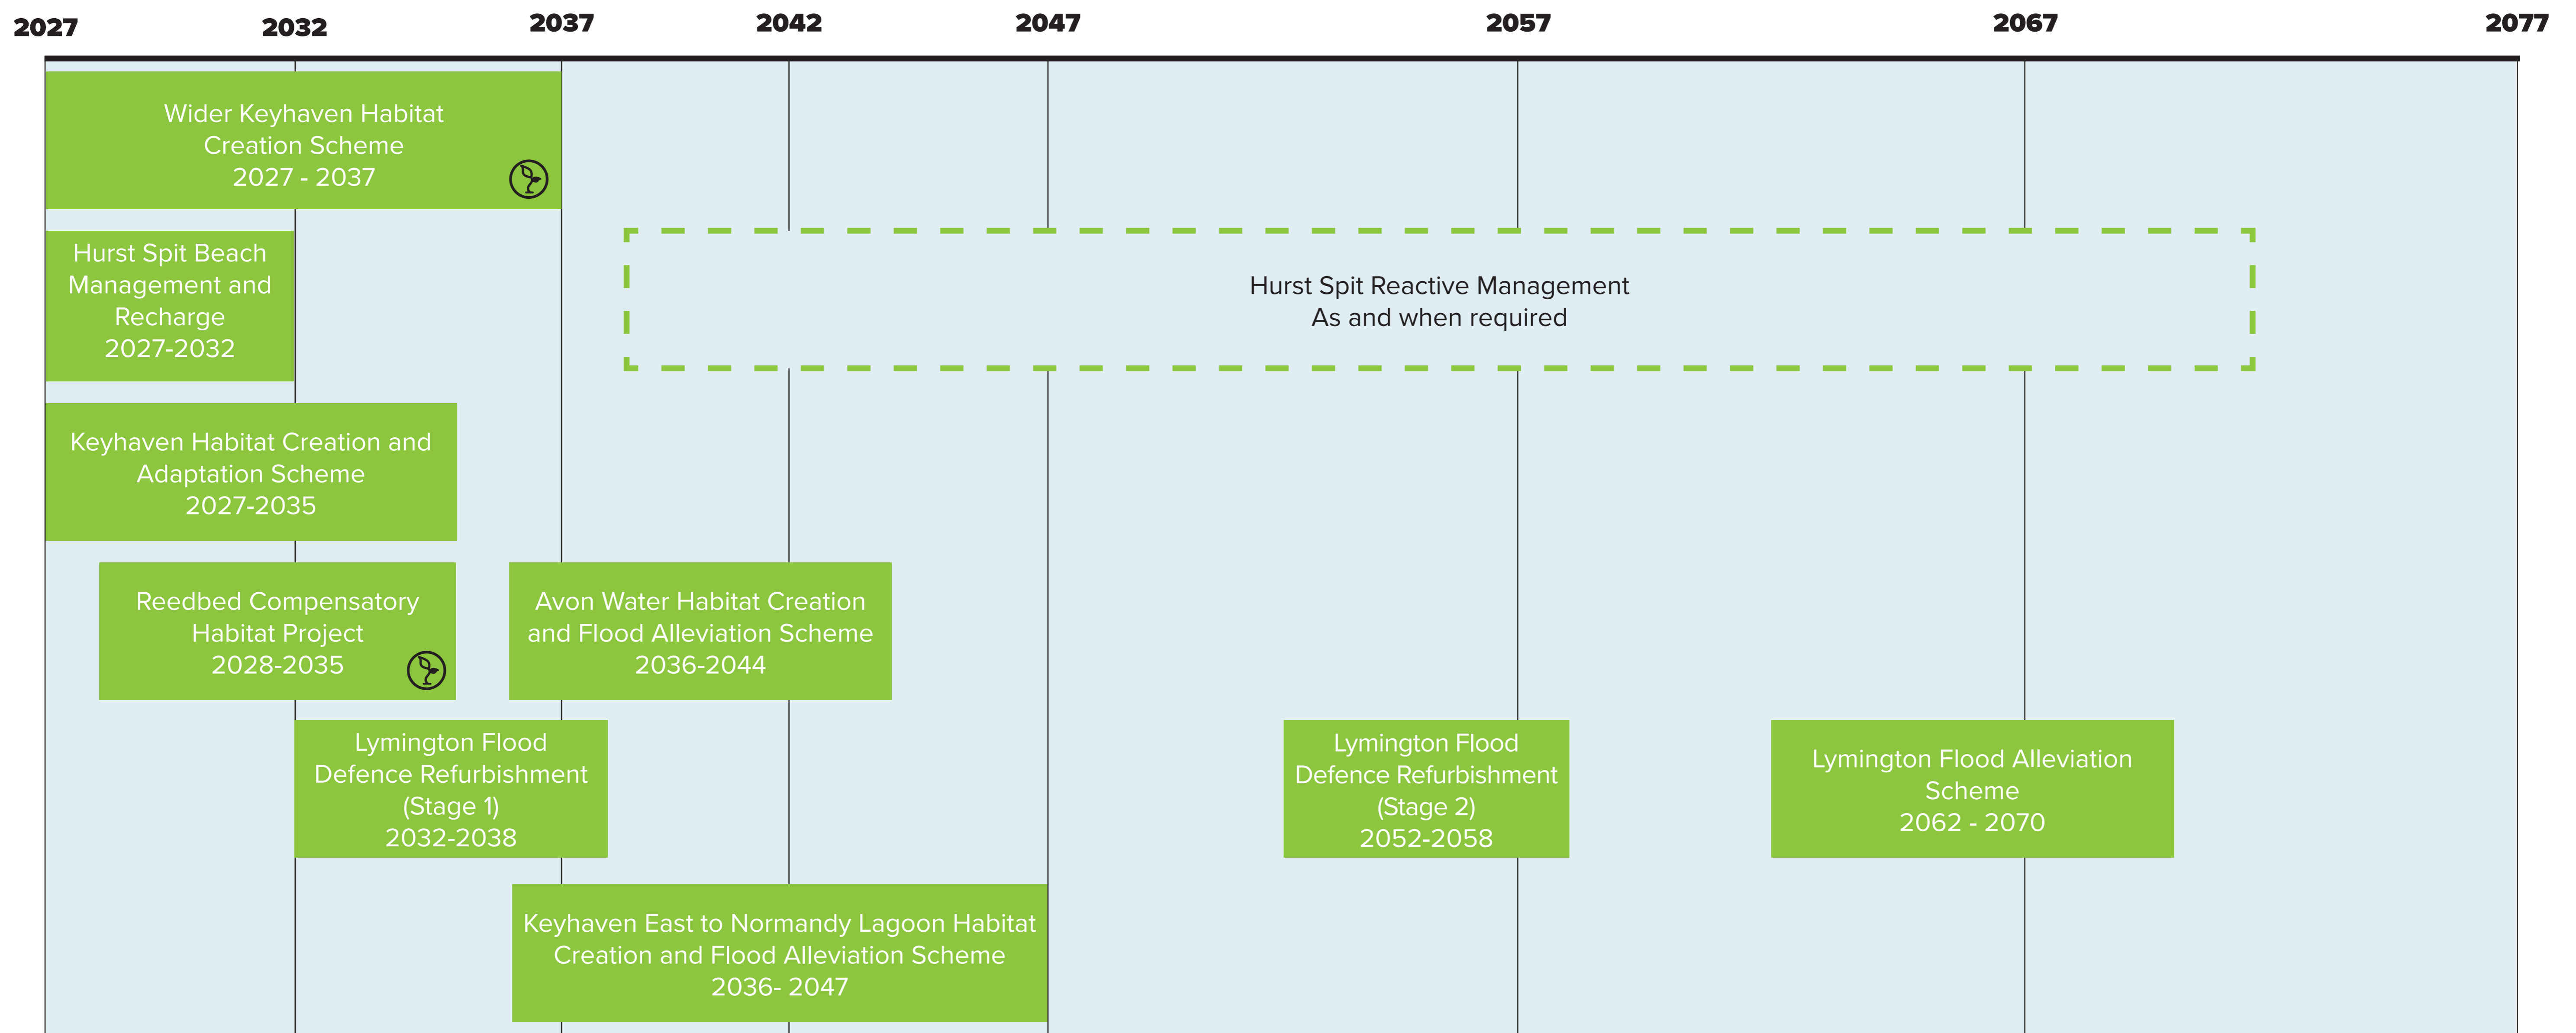 2027 2032 2037 2042 2047 2057 2067 2077
Wider Keyhaven Habitat
Creation Scheme
2027 - 2037
Hurst Spit Beach
Management and
Recharge
2027-2032
Hurst Spit Reactive Management
As and when required
Keyhaven Habitat Creation and
Adaptation Scheme
2027-2035
Reedbed Compensatory
Habitat Project
2028-2035
Avon Water Habitat Creation
and Flood Alleviation Scheme
2036-2044
Lymington Flood
Defence Refurbishment
(Stage 1)
2032-2038
Lymington Flood
Defence Refurbishment
(Stage 2)
2052-2058
Lymington Flood Alleviation
Scheme
2062 - 2070
Keyhaven East to Normandy Lagoon Habitat
Creation and Flood Alleviation Scheme
2036- 2047